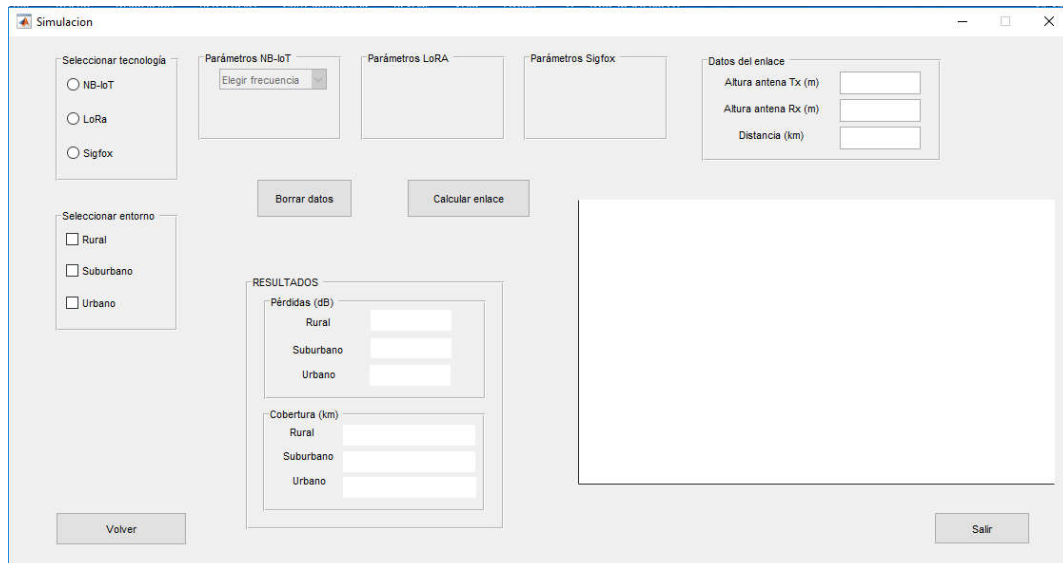 Simulacion
Seleccionar tecnología
NB-IoT
LoRa
Sigfox
Parámetros NB-IoT
Elegir frecuencia
Parámetros LoRA
Parámetros Sigfox
Datos del enlace
Altura antena Tx (m)
Altura antena Rx (m)
Distancia (km)
Borrar datos
Calcular enlace
Seleccionar entorno
Rural
Suburbano
Urbano
RESULTADOS
Pérdidas (dB)
Rural
Suburbano
Urbano
Cobertura (km)
Rural
Suburbano
Urbano
Volver
Salir